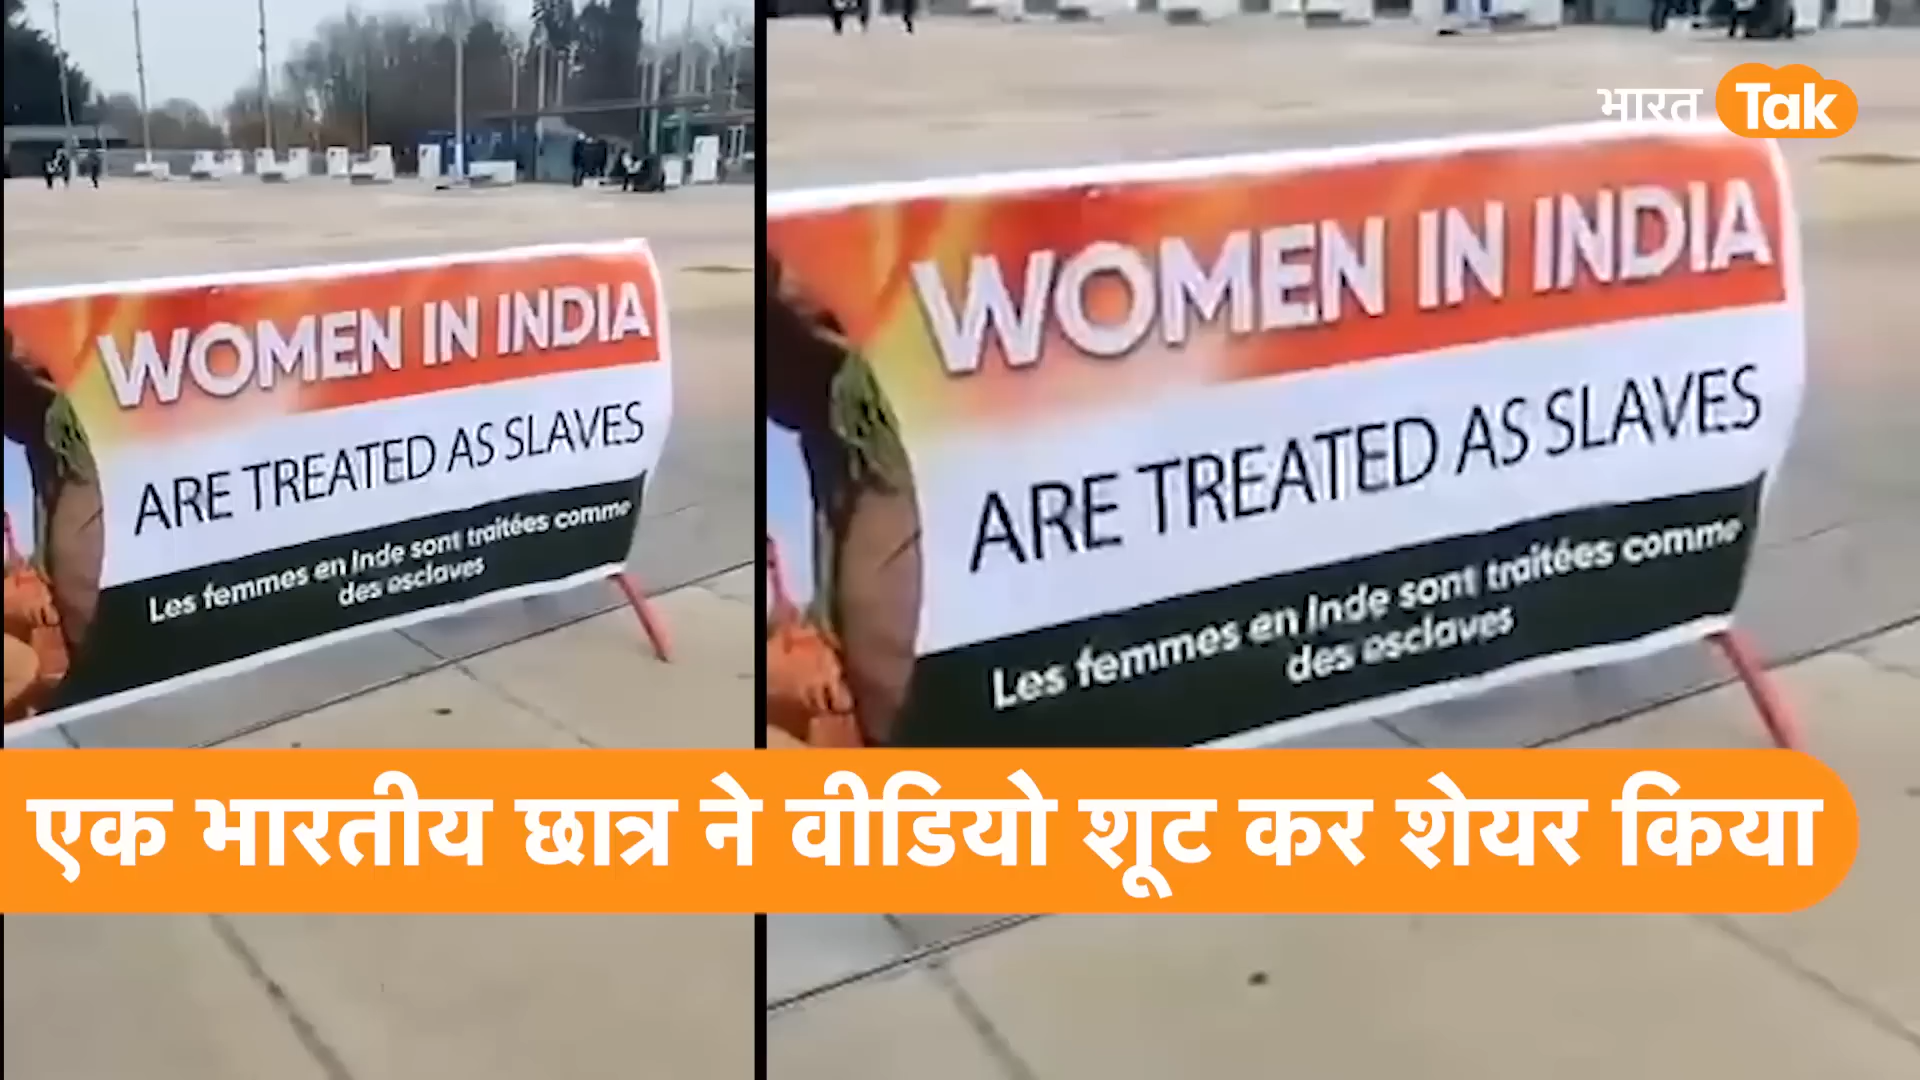 भारत Tak
WOMEN IN INDIA
ARE TREATED AS SLAVES
Les femmes en Inde sont traitées comme
des esclaves
WOMEN IN INDIA
ARE TREATED AS SLAVES
Les femmes en Inde sont traitées comme
des esclaves
एक भारतीय छात्र ने वीडियो शूट कर शेयर किया